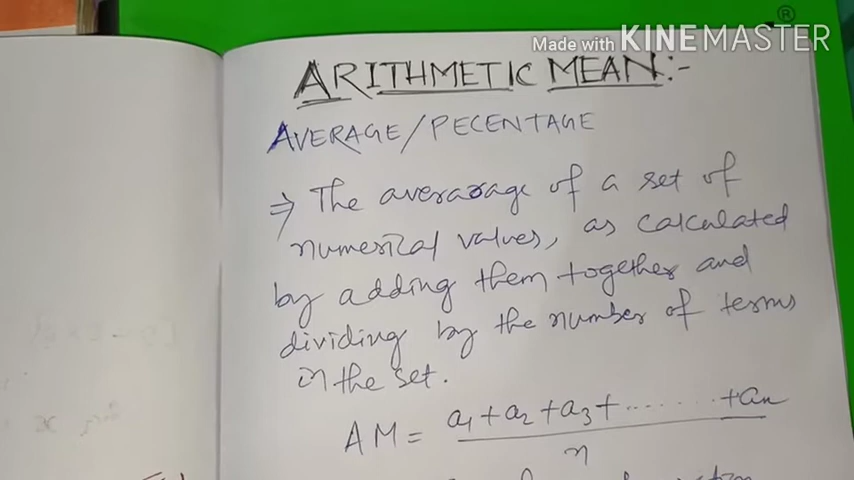 ®
Made with KINEMASTER
ARITHMETIC MEAN:-
AVERAGE/PECENTAGE
⇒ The averarage of a set of
numerical values, as calculated
by adding them together and
dividing by the number of terms
in the set.
AM = a1 + a2 + a3 + ........ + an
n